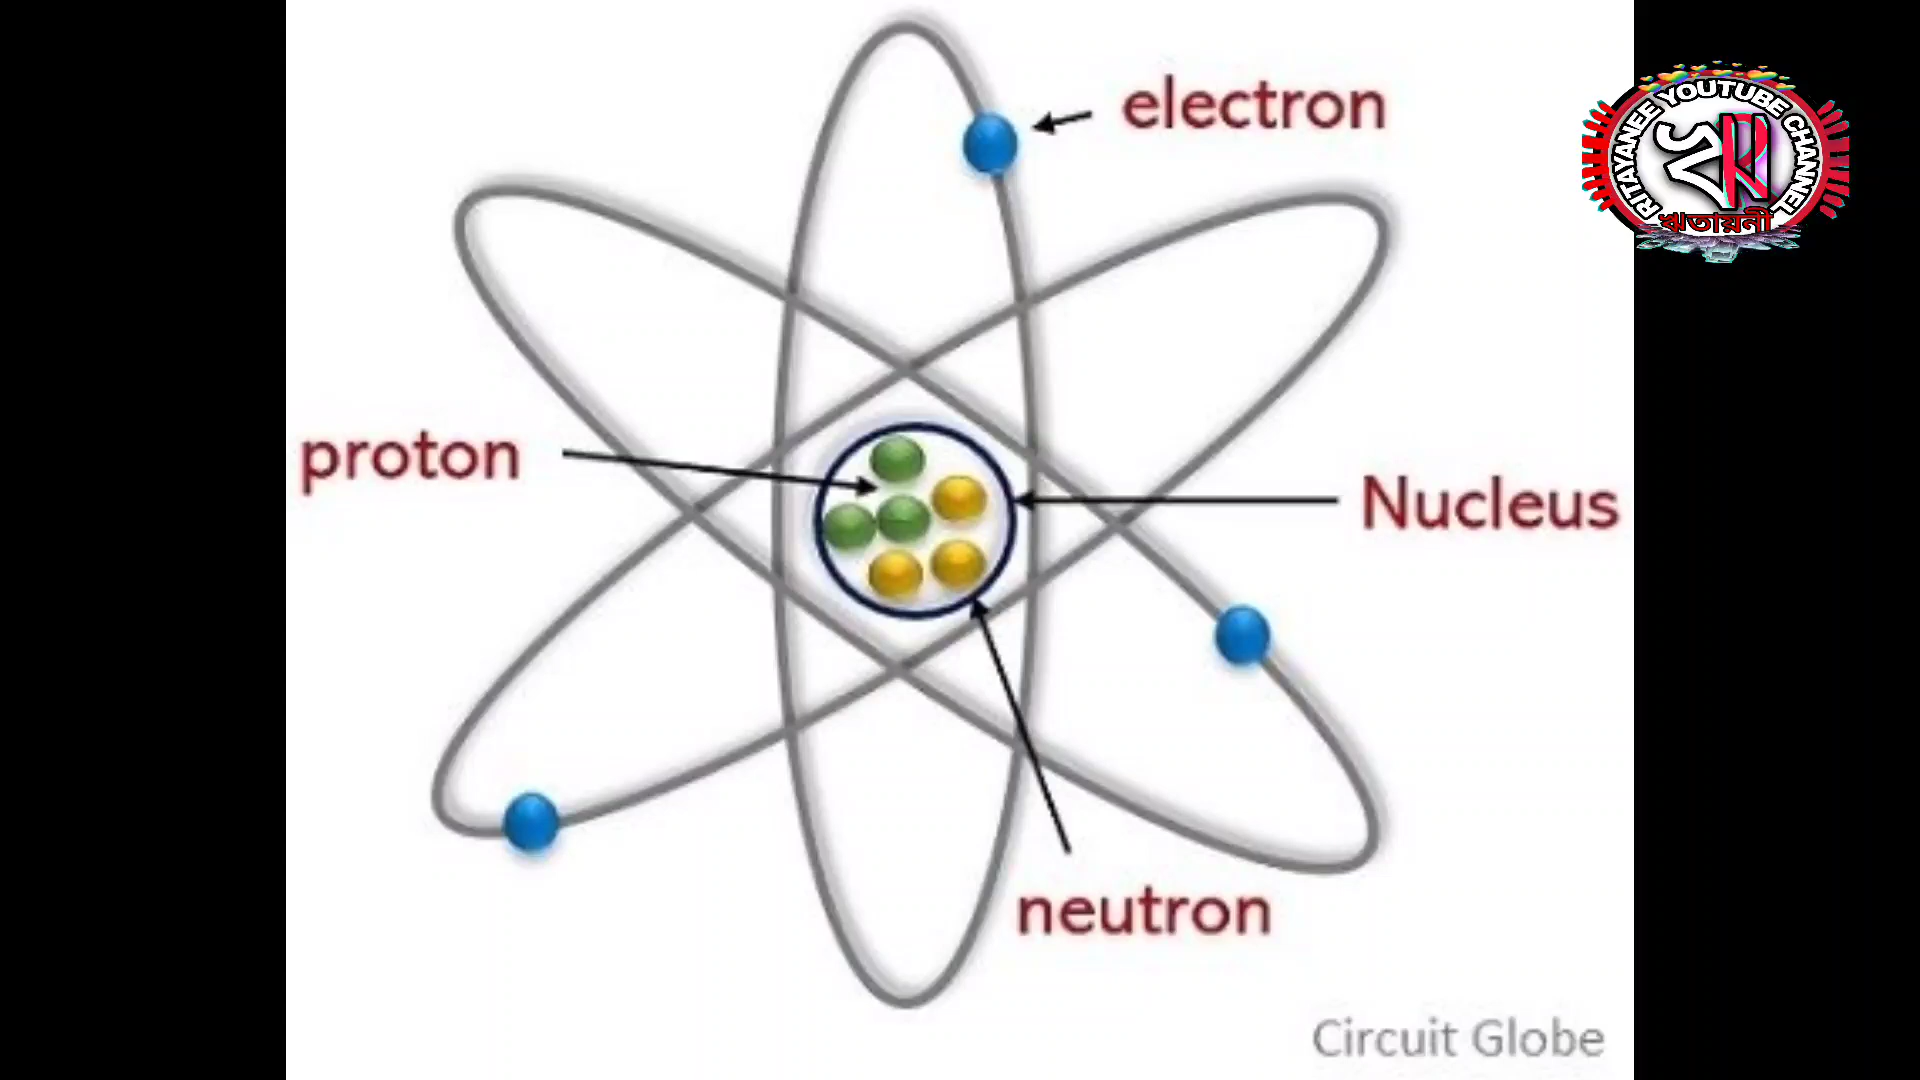 electron
RITAYANEE YOUTUBE CHANNEL
ঋতায়নী
proton
Nucleus
neutron
Circuit Globe